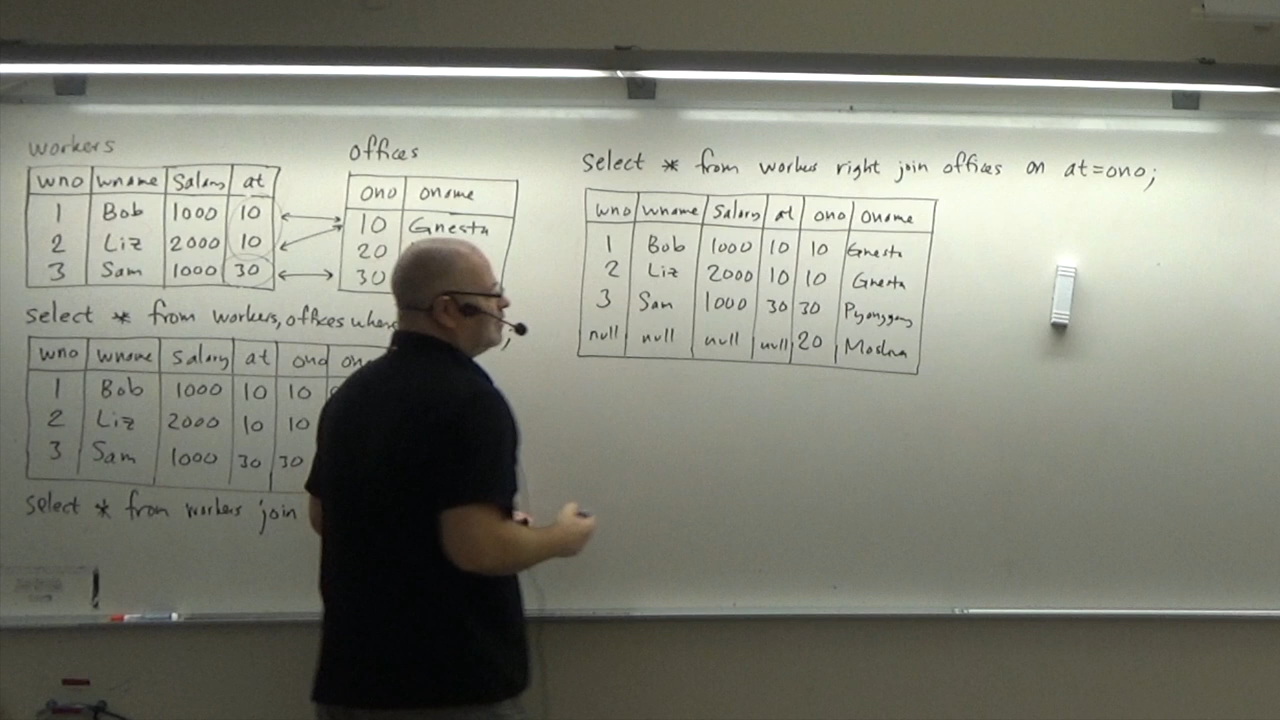 workers
wno wname Salary at
1 Bob 1000 10
2 Liz 2000 10
3 Sam 1000 30
select * from workers, offices where
;
wno wname salary at ono
1 Bob 1000 10 10
2 Liz 2000 10 10
3 Sam 1000 30 30
select * from workers join
offices
ono oname
10 Gnesta
20
30
select * from workers right join offices on at=ono;
wno wname Salary at ono oname
1 Bob 1000 10 10 Gnesta
2 Liz 2000 10 10 Gnesta
3 Sam 1000 30 30 Pyongyang
null null null null 20